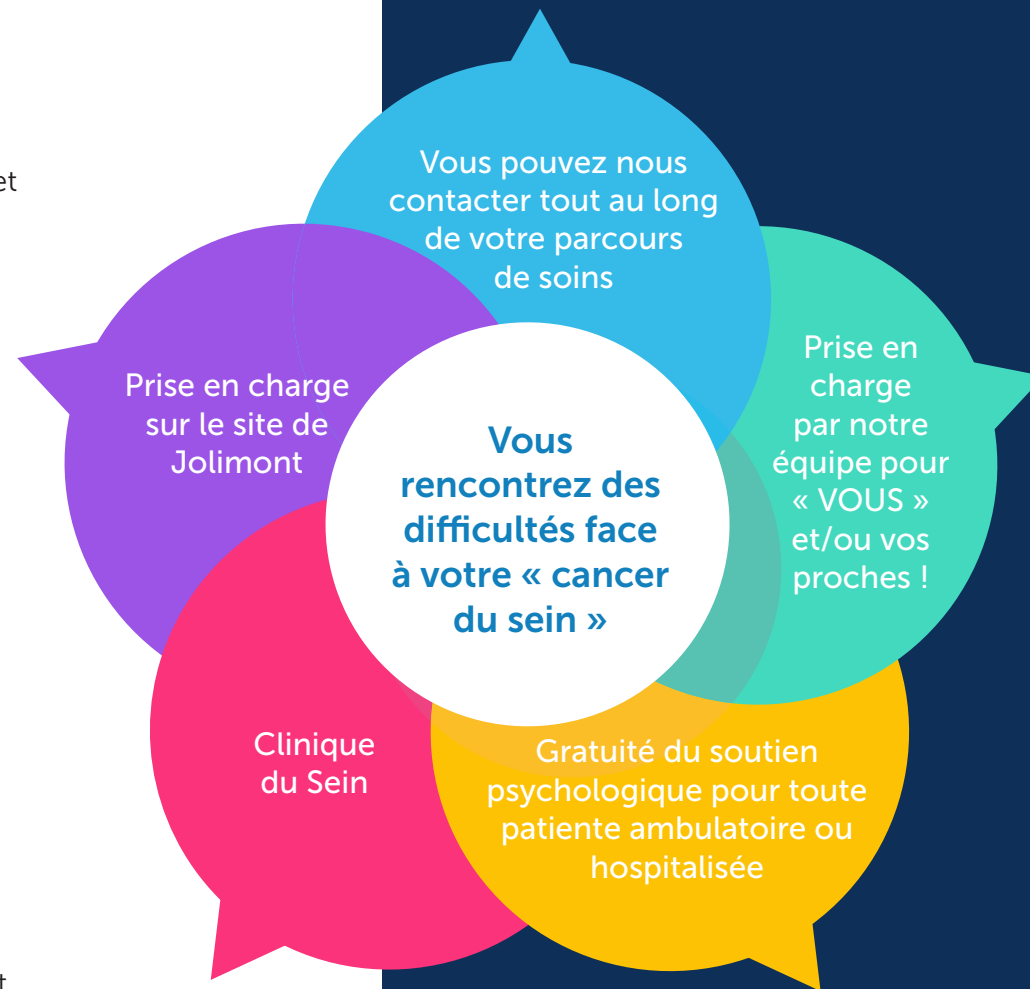 et
Vous pouvez nous
contacter tout au long
de votre parcours
de soins
Prise en
charge
par notre
équipe pour
« VOUS »
et/ou vos
proches !
Prise en charge
sur le site de
Jolimont
Vous
rencontrez des
difficultés face
à votre « cancer
du sein »
Clinique
du Sein
Gratuité du soutien
psychologique pour toute
patiente ambulatoire ou
hospitalisée